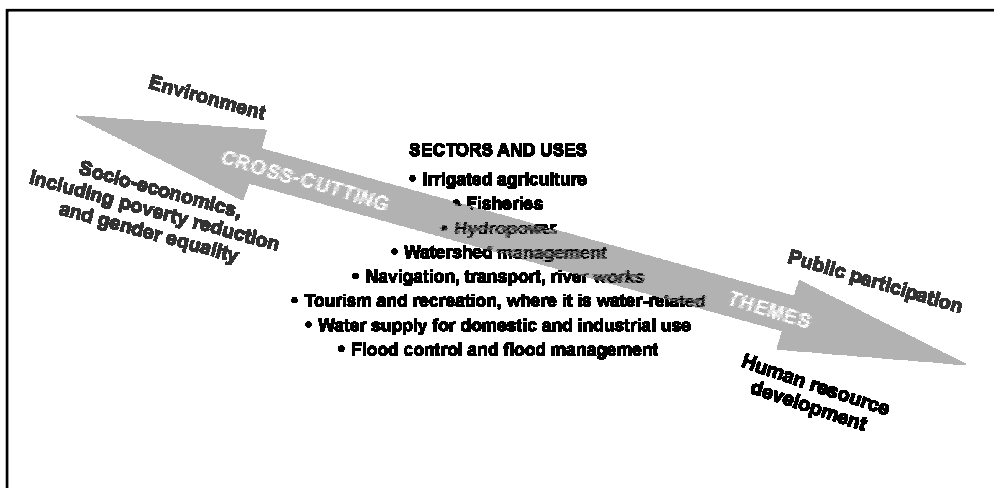 Environment
CROSS-CUTTING
Socio-economics,
including poverty reduction
and gender equality
SECTORS AND USES
• Irrigated agriculture
• Fisheries
• Hydropower
• Watershed management
• Navigation, transport, river works
• Tourism and recreation, where it is water-related
• Water supply for domestic and industrial use
• Flood control and flood management
Public participation
THEMES
Human resource
development